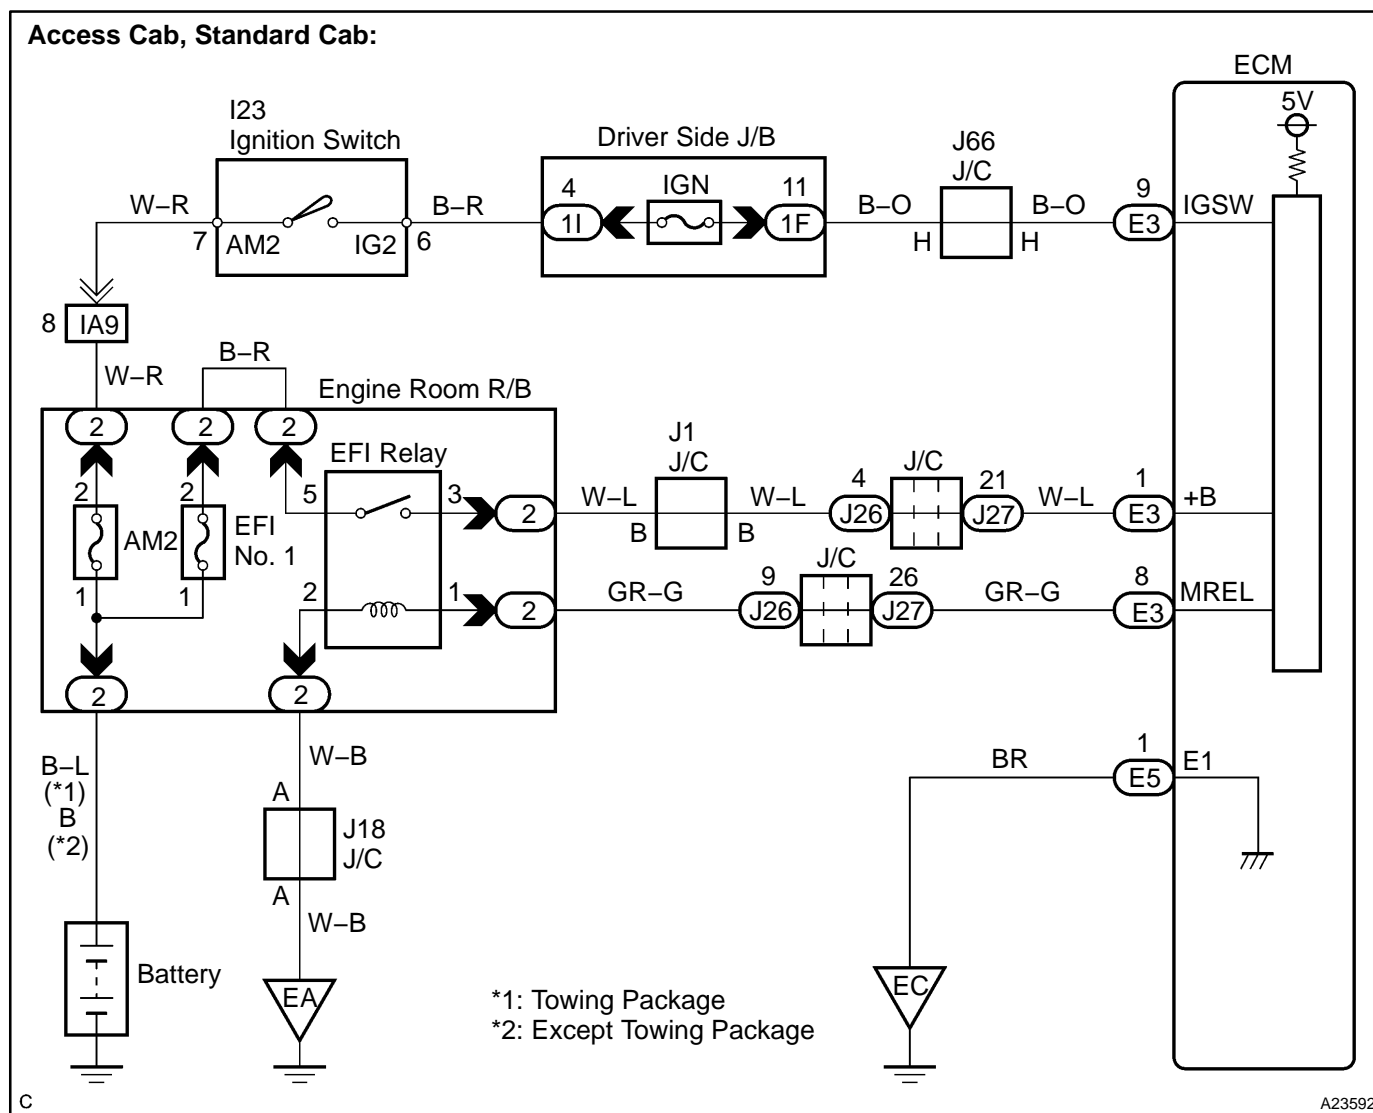 Access Cab, Standard Cab:
ECM
5V
I23
Ignition Switch
Driver Side J/B
J66
J/C
W–R
7
AM2
IG2
6
B–R
4
1I
IGN
11
1F
B–O
H
H
B–O
9
E3
IGSW
8
IA9
W–R
B–R
Engine Room R/B
2
2
2
EFI Relay
J1
J/C
J/C
2
AM2
1
2
EFI
No. 1
1
5
3
2
W–L
B
B
W–L
4
J26
21
J27
W–L
1
E3
+B
J/C
2
1
2
GR–G
9
J26
26
J27
GR–G
8
E3
MREL
2
2
B–L
(*1)
B
(*2)
W–B
A
J18
J/C
A
W–B
BR
1
E5
E1
Battery
EA
EC
*1: Towing Package
*2: Except Towing Package
C
A23592